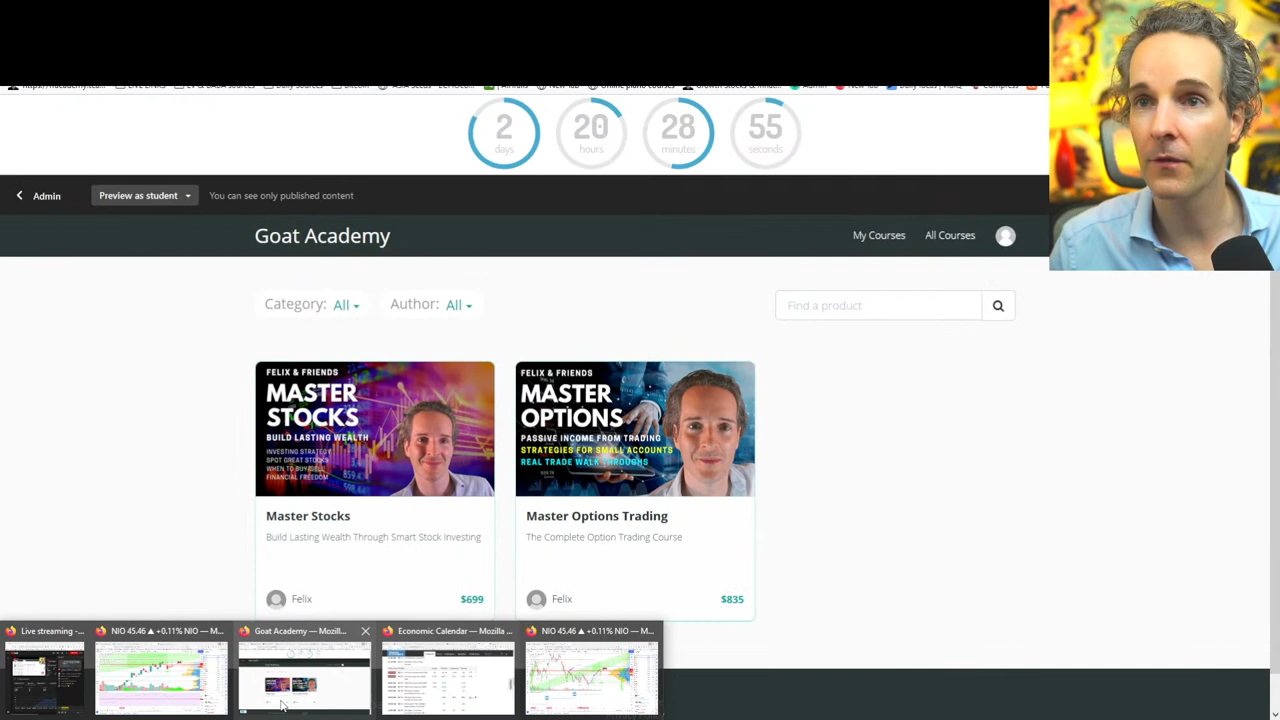 2
days
20
hours
28
minutes
55
seconds
Admin
Preview as student
You can see only published content
Goat Academy
My Courses
All Courses
Category: All
Author: All
Find a product
FELIX & FRIENDS
MASTER
STOCKS
BUILD LASTING WEALTH
INVESTING STRATEGY
SPOT GREAT STOCKS
WHEN TO BUY/SELL
FINANCIAL FREEDOM
FELIX & FRIENDS
MASTER
OPTIONS
PASSIVE INCOME FROM TRADING
STRATEGIES FOR SMALL ACCOUNTS
REAL TRADE WALK THROUGHS
Master Stocks
Build Lasting Wealth Through Smart Stock Investing
Felix
$699
Master Options Trading
The Complete Option Trading Course
Felix
$835
Live streaming -...
NIO 45.46 ▲ +0.11% NIO — M...
Goat Academy — Mozill...
Economic Calendar — Mozilla ...
NIO 45.46 ▲ +0.11% NIO — M...